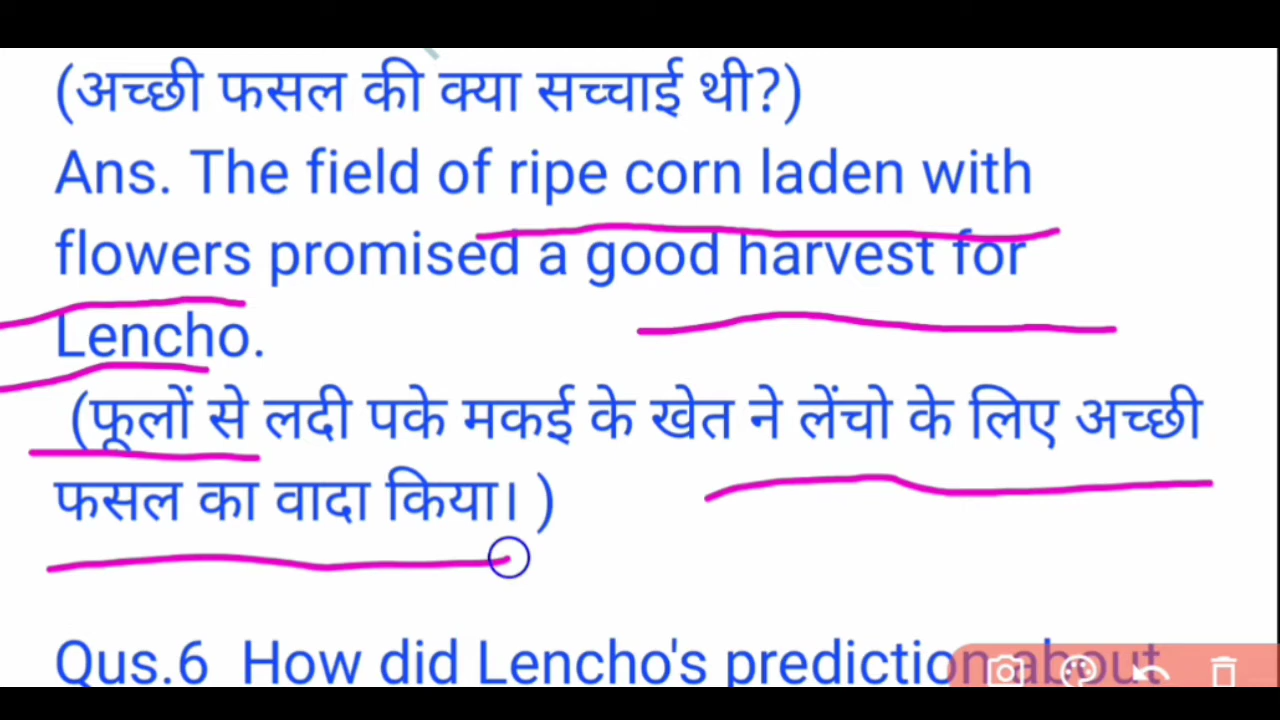 (अच्छी फसल की क्या सच्चाई थी?)
Ans. The field of ripe corn laden with
flowers promised a good harvest for
Lencho.
(फूलों से लदी पके मकई के खेत ने लेंचो के लिए अच्छी
फसल का वादा किया। )
Qus.6 How did Lencho's prediction about